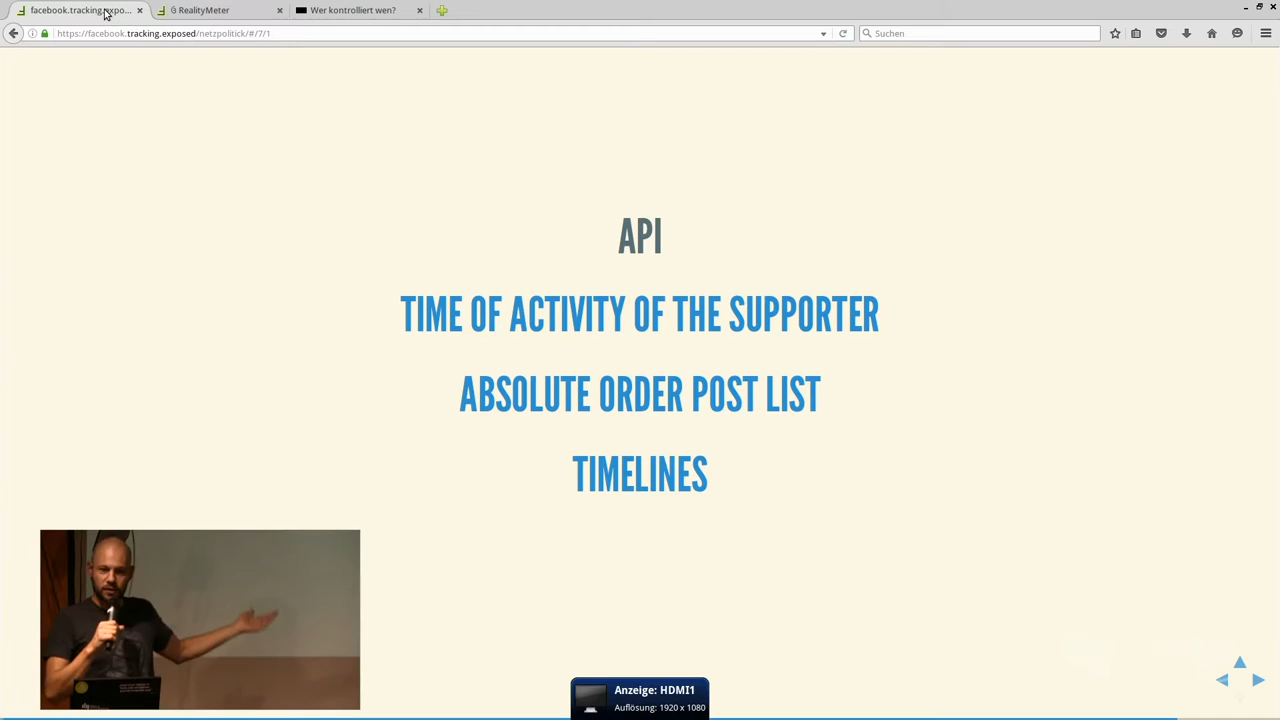 facebook.tracking.expo...
G RealityMeter
Wer kontrolliert wen?
https://facebook.tracking.exposed/netzpolitick/#/7/1
Suchen
API
TIME OF ACTIVITY OF THE SUPPORTER
ABSOLUTE ORDER POST LIST
TIMELINES
Anzeige: HDMI1
Auflösung: 1920 x 1080